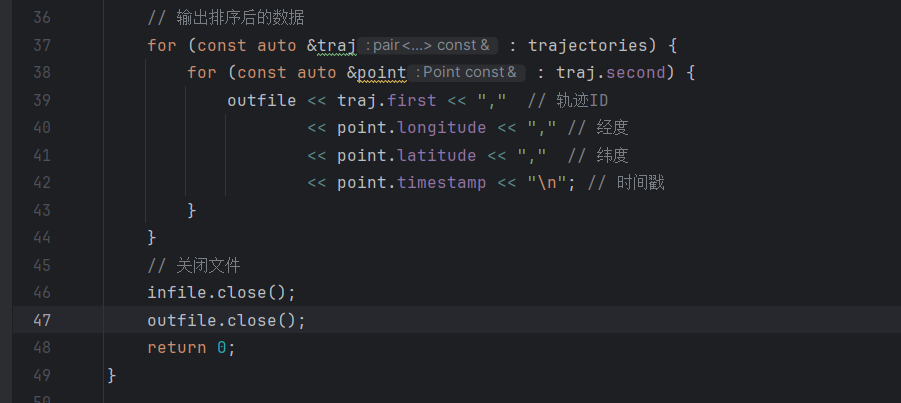 36 // 输出排序后的数据
37 for (const auto &traj : pair<...> const & : trajectories) {
38 for (const auto &point : Point const & : traj.second) {
39 outfile << traj.first << "," // 轨迹ID
40 << point.longitude << "," // 经度
41 << point.latitude << "," // 纬度
42 << point.timestamp << "\n"; // 时间戳
43 }
44 }
45 // 关闭文件
46 infile.close();
47 outfile.close();
48 return 0;
49 }
50